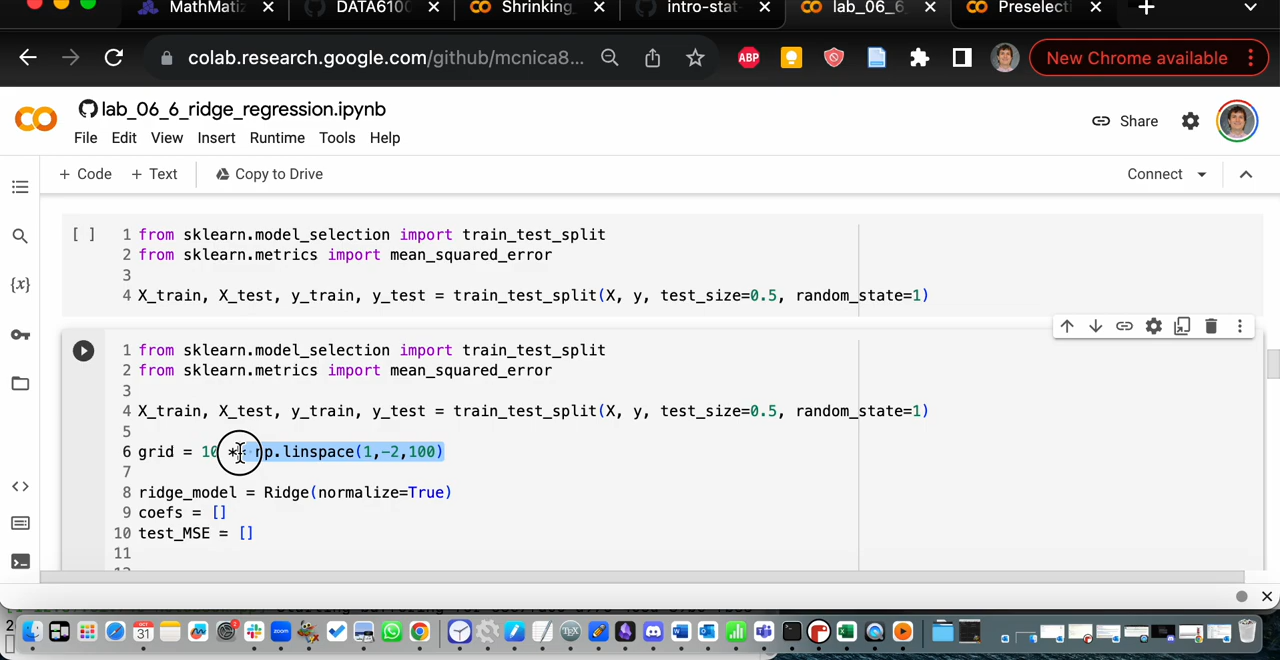 MathMati
DATA610
Shrinking
intro-stat
lab_06_6
Preselecti
colab.research.google.com/github/mcnica8...
ABP
New Chrome available
lab_06_6_ridge_regression.ipynb
File Edit View Insert Runtime Tools Help
Share
+ Code + Text Copy to Drive
Connect
[ ] 1 from sklearn.model_selection import train_test_split
2 from sklearn.metrics import mean_squared_error
3
4 X_train, X_test, y_train, y_test = train_test_split(X, y, test_size=0.5, random_state=1)
1 from sklearn.model_selection import train_test_split
2 from sklearn.metrics import mean_squared_error
3
4 X_train, X_test, y_train, y_test = train_test_split(X, y, test_size=0.5, random_state=1)
5
6 grid = 10 ** np.linspace(1,-2,100)
7
8 ridge_model = Ridge(normalize=True)
9 coefs = []
10 test_MSE = []
11
{x}
OCT
31
zoom
TeX